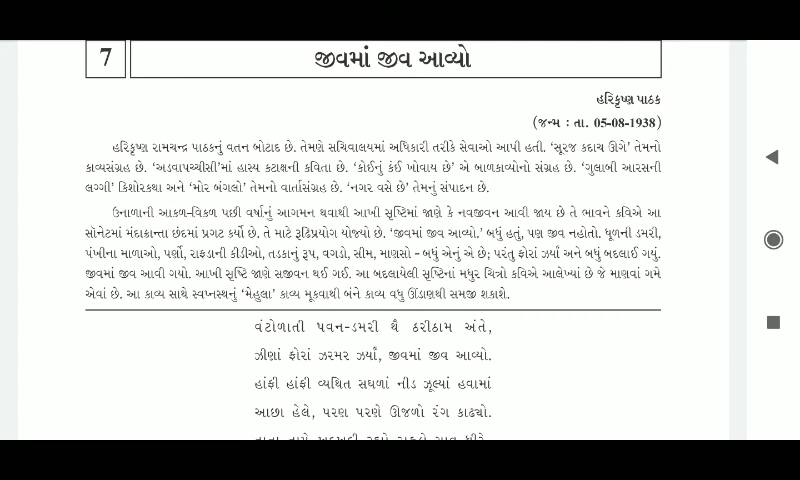 7
જીવમાં જીવ આવ્યો
હરિકૃષ્ણ પાઠક
(જન્મ : તા. 05-08-1938)
હરિકૃષ્ણ રામચન્દ્ર પાઠકનું વતન બોટાદ છે. તેમણે સચિવાલયમાં અધિકારી તરીકે સેવાઓ આપી હતી. ‘સૂરજ કદાચ ઊગે’ તેમનો
કાવ્યસંગ્રહ છે. ‘અડવાપચ્ચીસી’માં હાસ્ય કટાક્ષની કવિતા છે. ‘કોઈનું કંઈ ખોવાય છે’ એ બાળકાવ્યોનો સંગ્રહ છે. ‘ગુલાબી આરસની
લગ્ગી’ કિશોરકથા અને ‘મોર બંગલો’ તેમનો વાર્તાસંગ્રહ છે. ‘નગર વસે છે’ તેમનું સંપાદન છે.
ઉનાળાની આકળ-વિકળ પછી વર્ષાનું આગમન થવાથી આખી સૃષ્ટિમાં જાણે કે નવજીવન આવી જાય છે તે ભાવને કવિએ આ
સૉનેટમાં મંદાક્રાન્તા છંદમાં પ્રગટ કર્યો છે. તે માટે રૂઢિપ્રયોગ યોજ્યો છે. ‘જીવમાં જીવ આવ્યો.’ બધું હતું, પણ જીવ નહોતો. ધૂળની ડમરી,
પંખીના માળાઓ, પર્ણો, રાફડાની કીડીઓ, તડકાનું રૂપ, વગડો, સીમ, માણસો - બધું એનું એ છે; પરંતુ ફોરાં ઝર્યાં અને બધું બદલાઈ ગયું.
જીવમાં જીવ આવી ગયો. આખી સૃષ્ટિ જાણે સજીવન થઈ ગઈ. આ બદલાયેલી સૃષ્ટિનાં મધુર ચિત્રો કવિએ આલેખ્યાં છે જે માણવાં ગમે
એવાં છે. આ કાવ્ય સાથે સ્વપ્નસ્થનું ‘મેહુલા’ કાવ્ય મૂકવાથી બંને કાવ્ય વધુ ઊંડાણથી સમજી શકાશે.
વંટોળાતી પવન-ડમરી થૈ ઠરીઠામ અંતે,
ઝીણાં ફોરાં ઝરમર ઝર્યાં, જીવમાં જીવ આવ્યો.
હાંફી હાંફી વ્યથિત સઘળાં નીડ ઝૂલ્યાં હવામાં
આછા હેલે, પરણ પરણે ઊજળો રંગ કાઢ્યો.